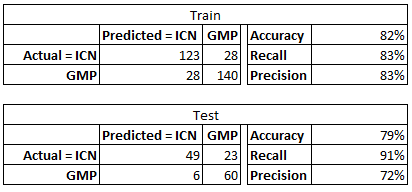 Train
Predicted = ICN GMP Accuracy 82%
Actual = ICN 123 28 Recall 83%
GMP 28 140 Precision 83%
Test
Predicted = ICN GMP Accuracy 79%
Actual = ICN 49 23 Recall 91%
GMP 6 60 Precision 72%